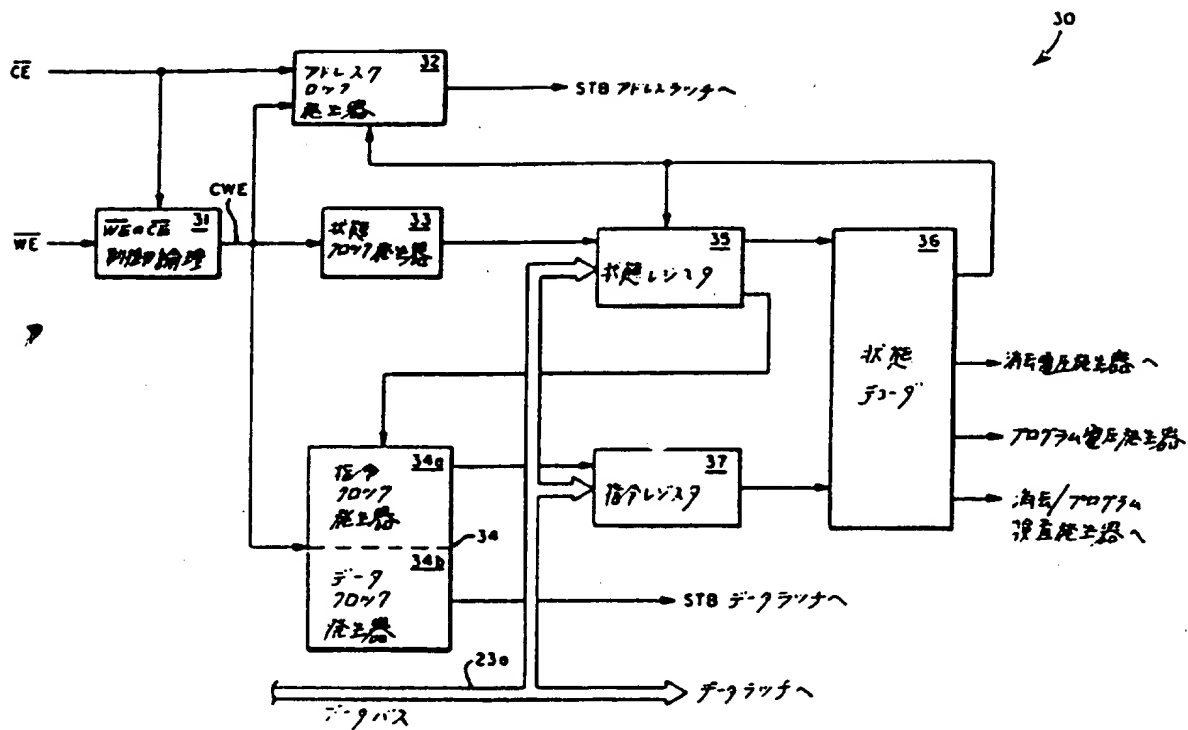 30
C̅E̅
32
アドレスク
ロック
発生器
STB アドレスラッチへ
CWE
W̅E̅
31
W̅E̅のC̅E̅
制御論理
33
状態
クロック発生器
35
状態レジスタ
36
状態
デコーダ
消去電圧発生器へ
プログラム電圧発生器へ
消去/プログラム
発生器へ
34a
指令
クロック
発生器
34
34b
データ
クロック
発生器
37
指令レジスタ
STB データラッチへ
23a
データバス
データラッチへ